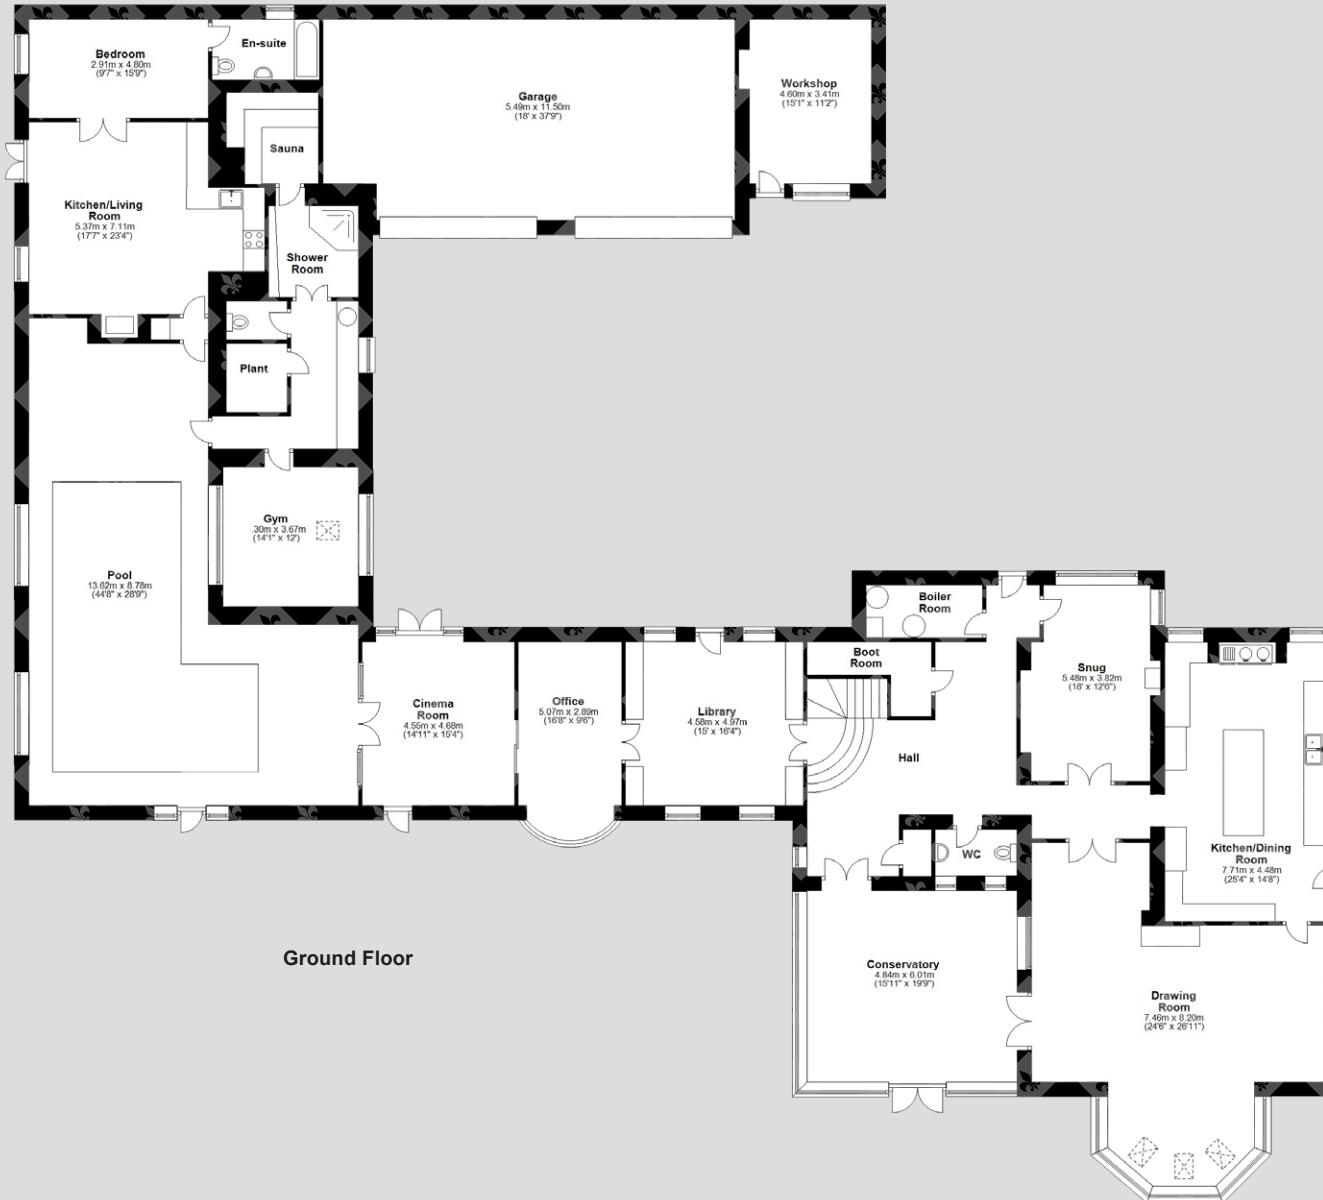 Bedroom
2.91m x 4.80m
(9'7" x 15'9")
En-suite
Garage
5.49m x 11.50m
(18' x 37'9")
Workshop
4.60m x 3.41m
(15'1" x 11'2")
Sauna
Kitchen/Living
Room
5.37m x 7.11m
(17'7" x 23'4")
Shower
Room
Plant
Gym
.30m x 3.67m
(14'1" x 12')
Pool
13.62m x 8.78m
(44'8" x 28'9")
Boiler
Room
Boot
Room
Snug
5.48m x 3.82m
(18' x 12'6")
Cinema
Room
4.55m x 4.68m
(14'11" x 15'4")
Office
5.07m x 2.89m
(16'8" x 9'6")
Library
4.58m x 4.97m
(15' x 16'4")
Hall
WC
Kitchen/Dining
Room
7.71m x 4.48m
(25'4" x 14'8")
Ground Floor
Conservatory
4.84m x 6.01m
(15'11" x 19'9")
Drawing
Room
7.46m x 8.20m
(24'6" x 26'11")